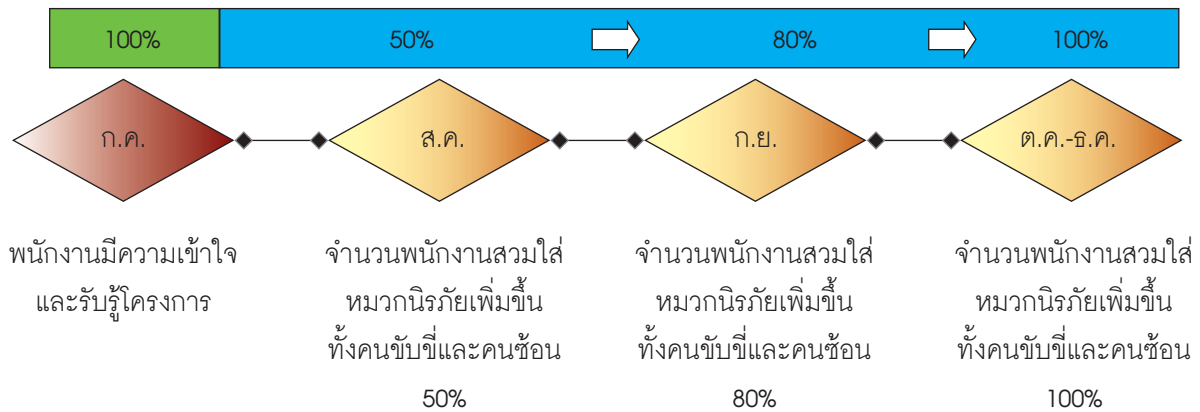 100% 50% 80% 100%
ก.ค. ส.ค. ก.ย. ต.ค.-ธ.ค.
พนักงานมีความเข้าใจ
และรับรู้โครงการ
จำนวนพนักงานสวมใส่
หมวกนิรภัยเพิ่มขึ้น
ทั้งคนขับขี่และคนซ้อน
50%
จำนวนพนักงานสวมใส่
หมวกนิรภัยเพิ่มขึ้น
ทั้งคนขับขี่และคนซ้อน
80%
จำนวนพนักงานสวมใส่
หมวกนิรภัยเพิ่มขึ้น
ทั้งคนขับขี่และคนซ้อน
100%